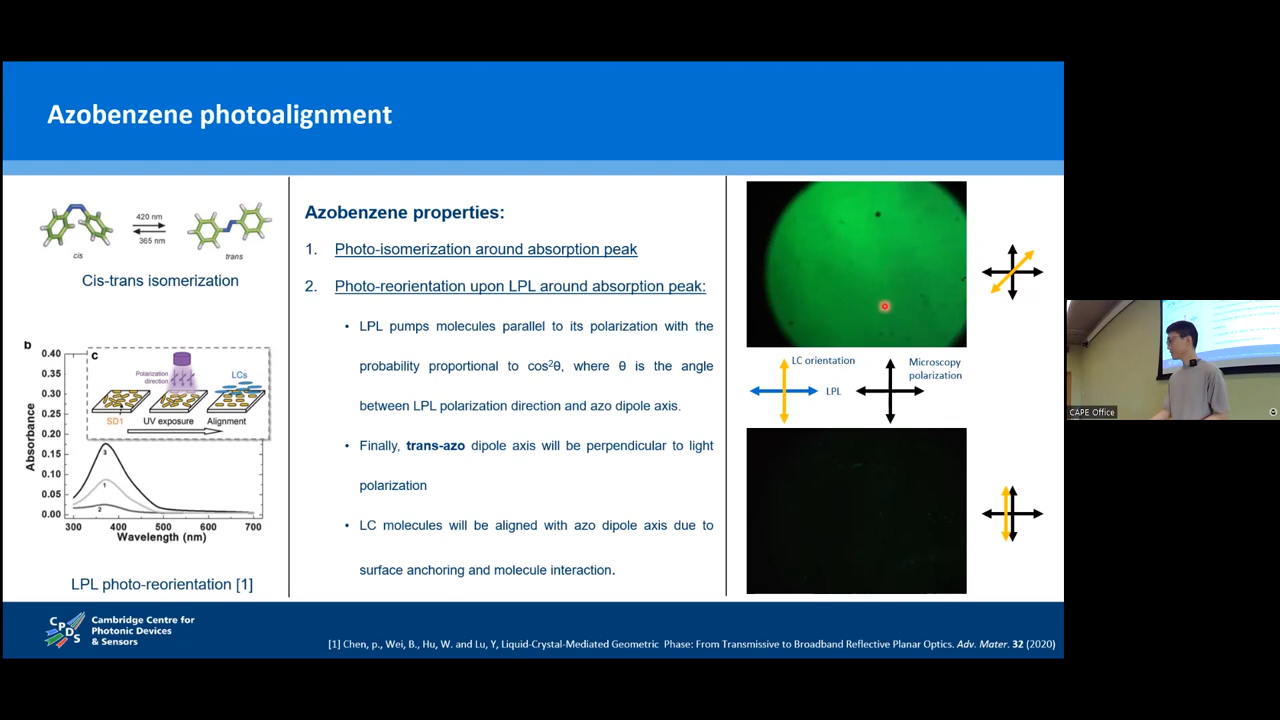 Azobenzene photoalignment
420 nm
365 nm
cis
trans
Cis-trans isomerization
b
c
Polarization
direction
LCs
SD1
UV exposure
Alignment
Absorbance
0.40
0.35
0.30
0.25
0.20
0.15
0.10
0.05
0.00
3
1
2
300
400
500
600
700
Wavelength (nm)
LPL photo-reorientation [1]
Azobenzene properties:
1. Photo-isomerization around absorption peak
2. Photo-reorientation upon LPL around absorption peak:
• LPL pumps molecules parallel to its polarization with the
probability proportional to cos²θ, where θ is the angle
between LPL polarization direction and azo dipole axis.
• Finally, trans-azo dipole axis will be perpendicular to light
polarization
• LC molecules will be aligned with azo dipole axis due to
surface anchoring and molecule interaction.
LC orientation
LPL
Microscopy
polarization
CAPE Office
CPDS
Cambridge Centre for
Photonic Devices
& Sensors
[1] Chen, p., Wei, B., Hu, W. and Lu, Y, Liquid-Crystal-Mediated Geometric Phase: From Transmissive to Broadband Reflective Planar Optics. Adv. Mater. 32 (2020)